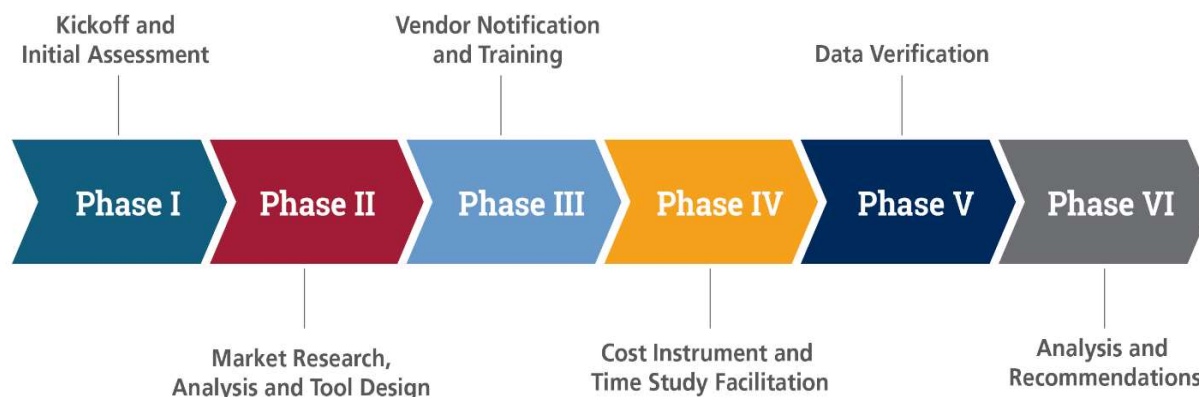 Kickoff and
Initial Assessment
Vendor Notification
and Training
Data Verification
Phase I
Phase II
Phase III
Phase IV
Phase V
Phase VI
Market Research,
Analysis and Tool Design
Cost Instrument and
Time Study Facilitation
Analysis and
Recommendations